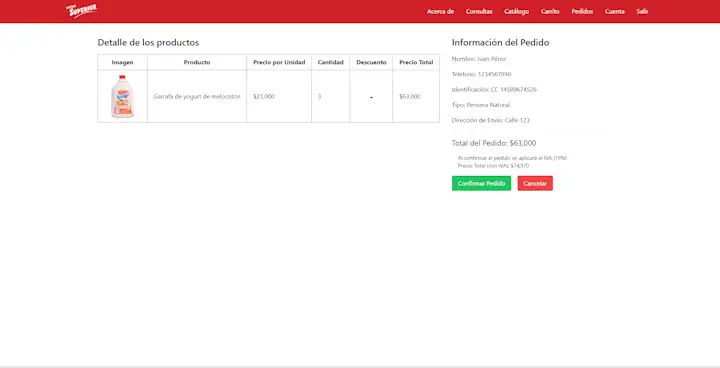 SUPERIOR
Acerca de Consultas Catálogo Carrito Pedidos Cuenta Salir
Detalle de los productos
Imagen Producto Precio por Unidad Cantidad Descuento Precio Total
Garrafa de yogurt de melocotón $21,000 3 - $63,000
Información del Pedido
Nombre: Juan Pérez
Teléfono: 1234567890
Identificación: CC 14589674526
Tipo: Persona Natural
Dirección de Envío: Calle 123
Total del Pedido: $63,000
Al confirmar el pedido se aplicará el IVA (19%)
Precio Total (con IVA): $74,970
Confirmar Pedido Cancelar